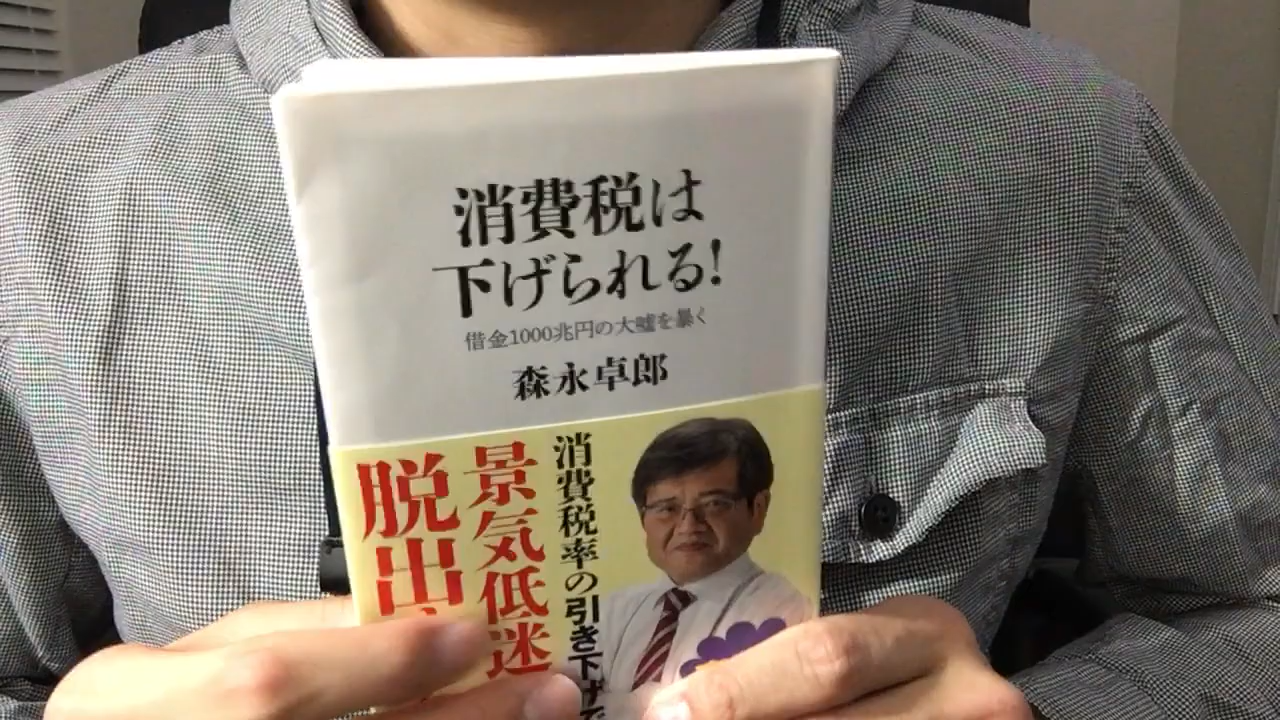 消費税は
下げられる!
借金1000兆円の大嘘を暴く
森永卓郎
消費税率の引き下げで
景気低迷
脱出